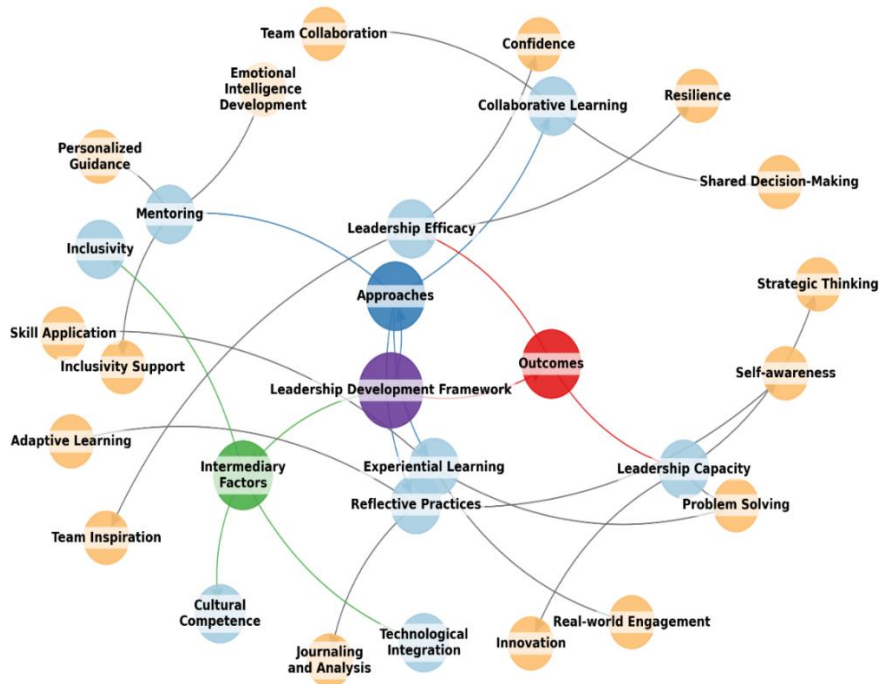 Team Collaboration
Confidence
Emotional
Intelligence
Development
Resilience
Collaborative Learning
Personalized
Guidance
Shared Decision-Making
Mentoring
Leadership Efficacy
Inclusivity
Strategic Thinking
Approaches
Skill Application
Inclusivity Support
Outcomes
Self-awareness
Leadership Development Framework
Adaptive Learning
Intermediary
Factors
Experiential Learning
Leadership Capacity
Reflective Practices
Problem Solving
Team Inspiration
Cultural
Competence
Technological
Integration
Real-world Engagement
Journaling
and Analysis
Innovation